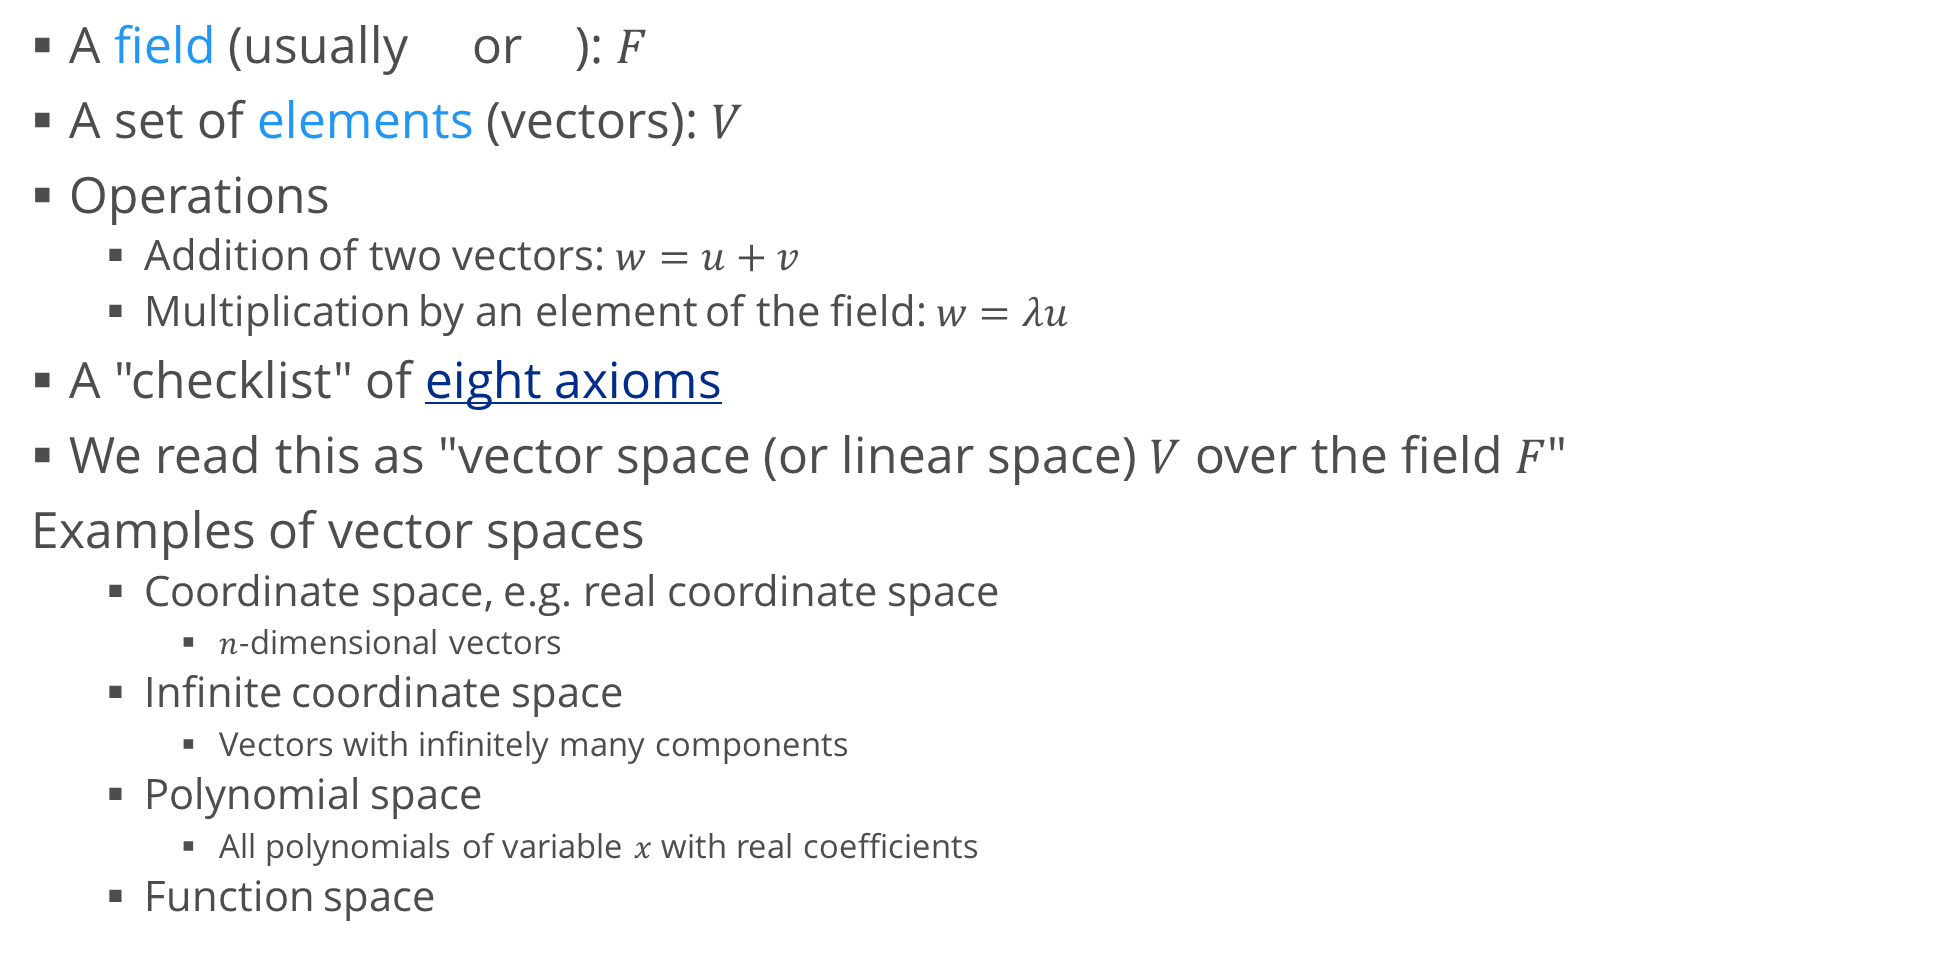 ▪ A field (usually or ): F
▪ A set of elements (vectors): V
▪ Operations
▪ Addition of two vectors: w = u + v
▪ Multiplication by an element of the field: w = λu
▪ A "checklist" of eight axioms
▪ We read this as "vector space (or linear space) V over the field F"
Examples of vector spaces
▪ Coordinate space, e.g. real coordinate space
▪ n-dimensional vectors
▪ Infinite coordinate space
▪ Vectors with infinitely many components
▪ Polynomial space
▪ All polynomials of variable x with real coefficients
▪ Function space